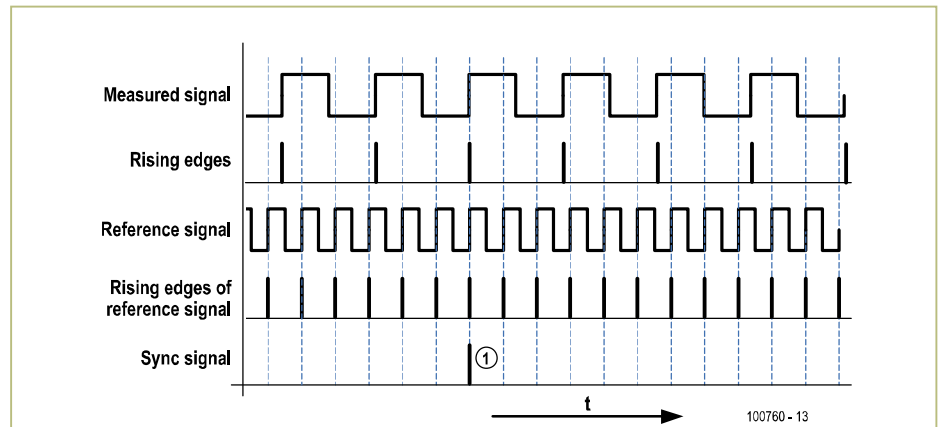 Measured signal
Rising edges
Reference signal
Rising edges of
reference signal
Sync signal
1
t
100760 - 13